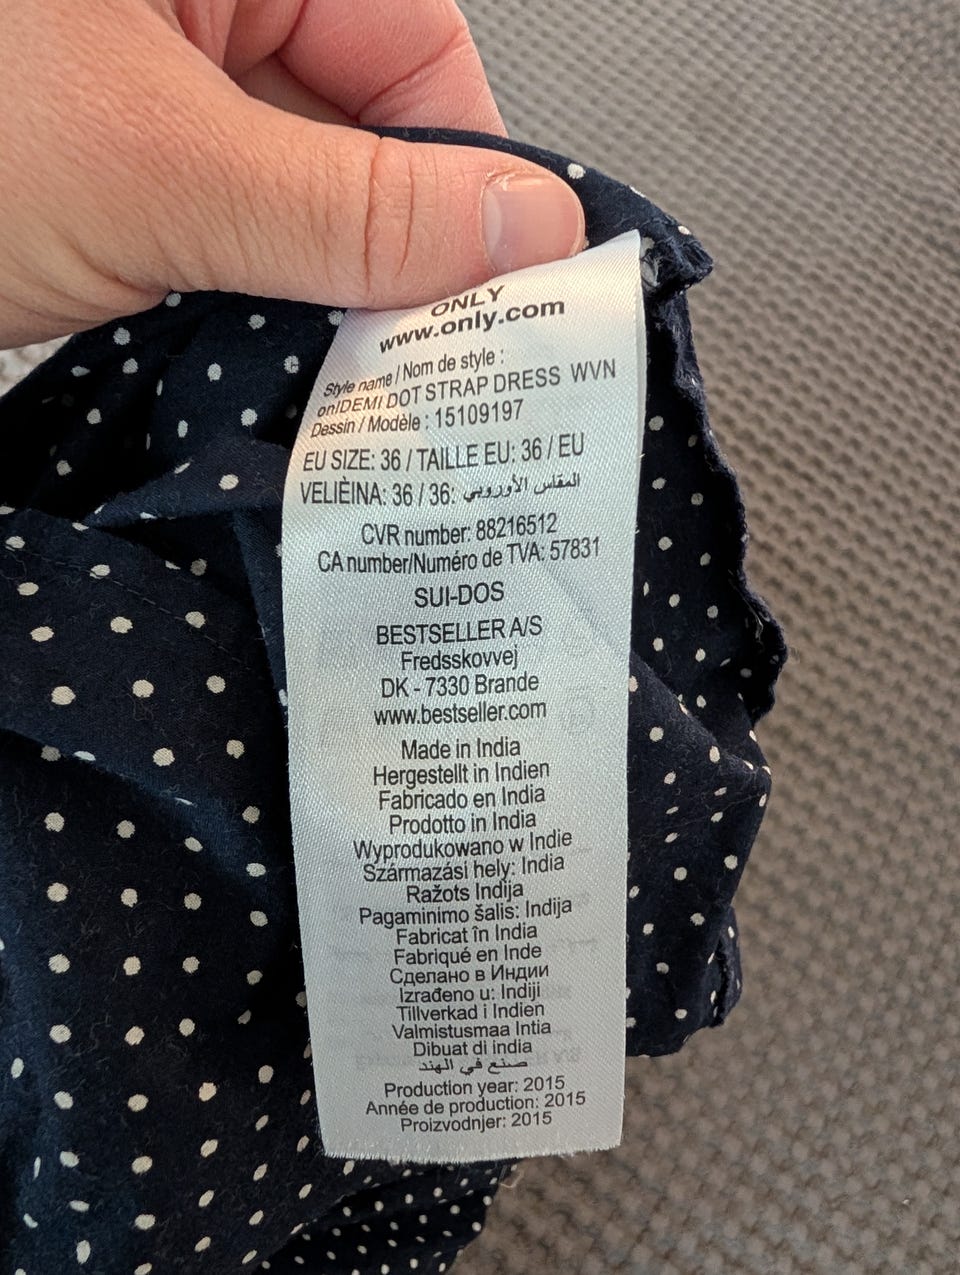 ONLY
www.only.com
Style name / Nom de style :
onlDEMI DOT STRAP DRESS WVN
Dessin / Modèle : 15109197
EU SIZE: 36 / TAILLE EU: 36 / EU
VELIÈINA: 36 / 36: المقاس الأوروبي
CVR number: 88216512
CA number/Numéro de TVA: 57831
SUI-DOS
BESTSELLER A/S
Fredsskovvej
DK - 7330 Brande
www.bestseller.com
Made in India
Hergestellt in Indien
Fabricado en India
Prodotto in India
Wyprodukowano w Indie
Származási hely: India
Ražots Indija
Pagaminimo šalis: Indija
Fabricat în India
Fabriqué en Inde
Сделано в Индии
Izrađeno u: Indiji
Tillverkad i Indien
Valmistusmaa Intia
Dibuat di india
صنع في الهند
Production year: 2015
Année de production: 2015
Proizvodnjer: 2015